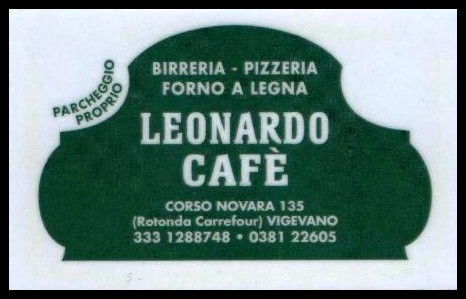 PARCHEGGIO
PROPRIO
BIRRERIA - PIZZERIA
FORNO A LEGNA
LEONARDO
CAFÈ
CORSO NOVARA 135
(Rotonda Carrefour) VIGEVANO
333 1288748 • 0381 22605